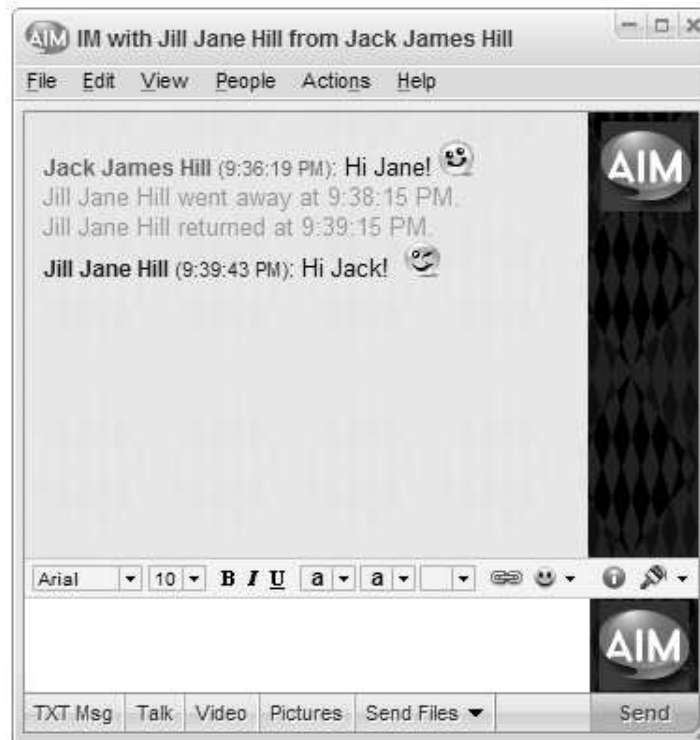 AIM IM with Jill Jane Hill from Jack James Hill
File Edit View People Actions Help
Jack James Hill (9:36:19 PM): Hi Jane!
AIM
Jill Jane Hill went away at 9:38:15 PM.
Jill Jane Hill returned at 9:39:15 PM.
Jill Jane Hill (9:39:43 PM): Hi Jack!
Arial 10 B I U a a
AIM
TXT Msg Talk Video Pictures Send Files Send